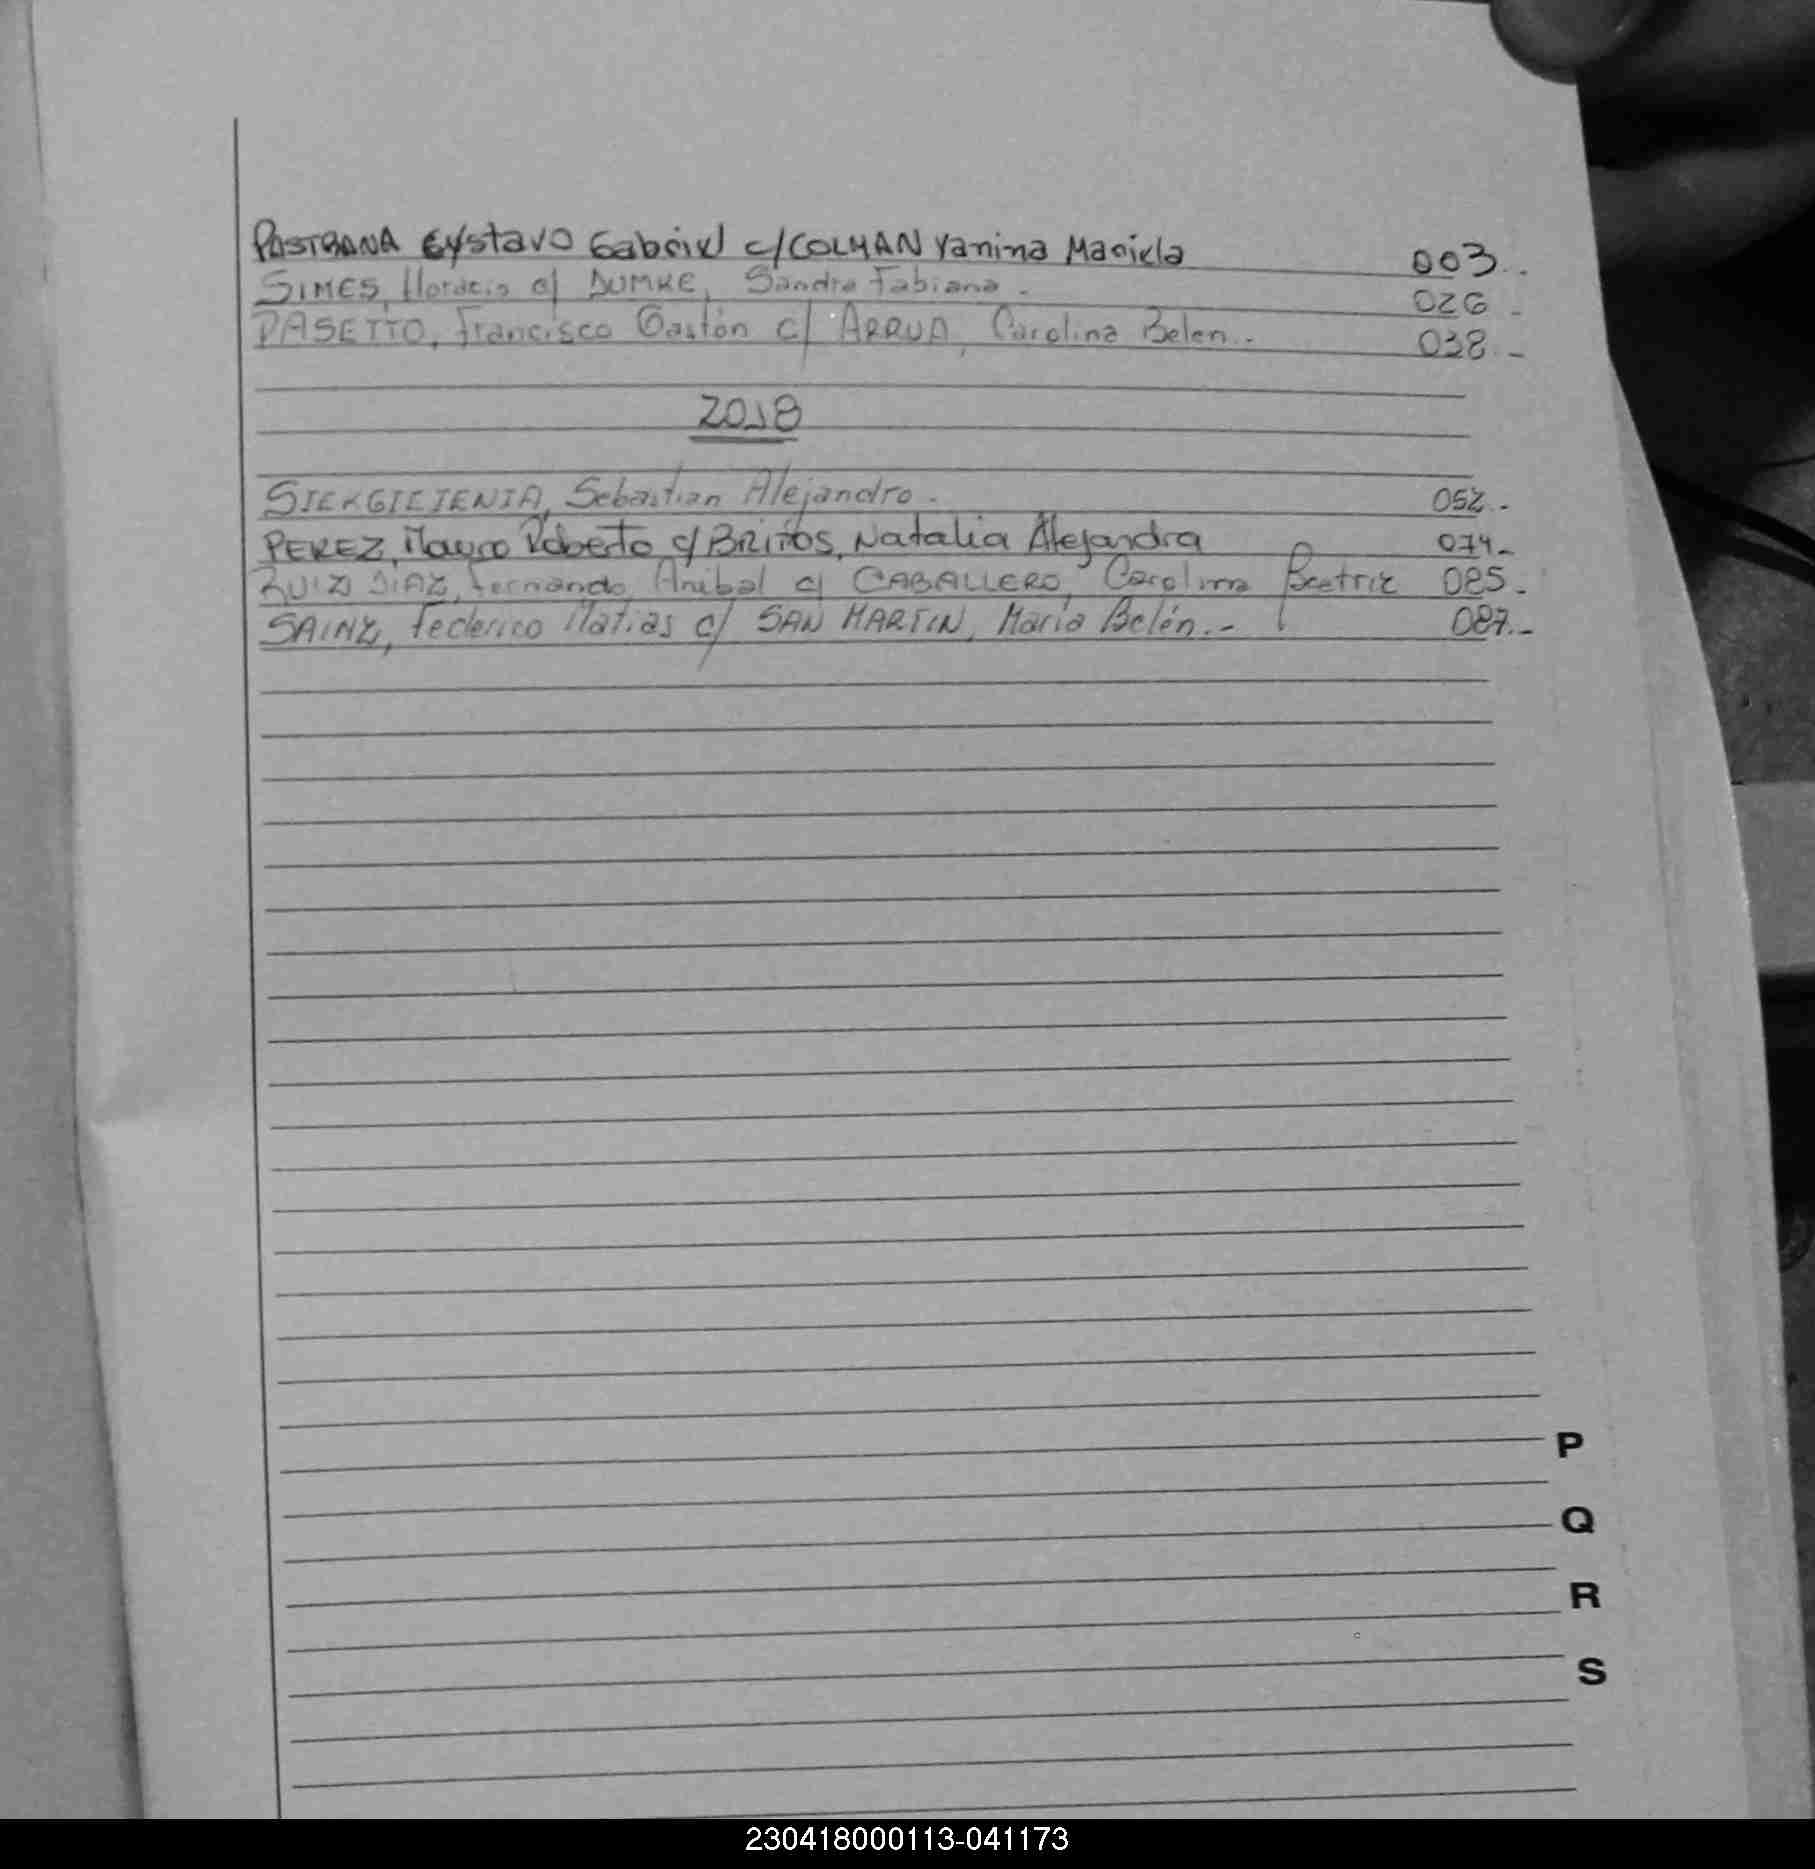 PASTRANA Gustavo Gabriel c/ COLMAN Yanina Mariela 003..
SIMES, Horacio c/ DUMKE, Sandra Fabiana. 026.
PASETTO, Francisco Gastón c/ ARRUA, Carolina Belen.. 038.-
2018
SIEKGIEJENIA, Sebastian Alejandro. 052.
PEREZ, Mauro Roberto c/ BRITOS, Natalia Alejandra 074-
RUIZ DIAZ, Fernando Anibal c/ CABALLERO, Carolina Beatriz 085.
SAINZ, Federico Matias c/ SAN MARTIN, María Belén.- 087.-
P
Q
R
S
230418000113-041173